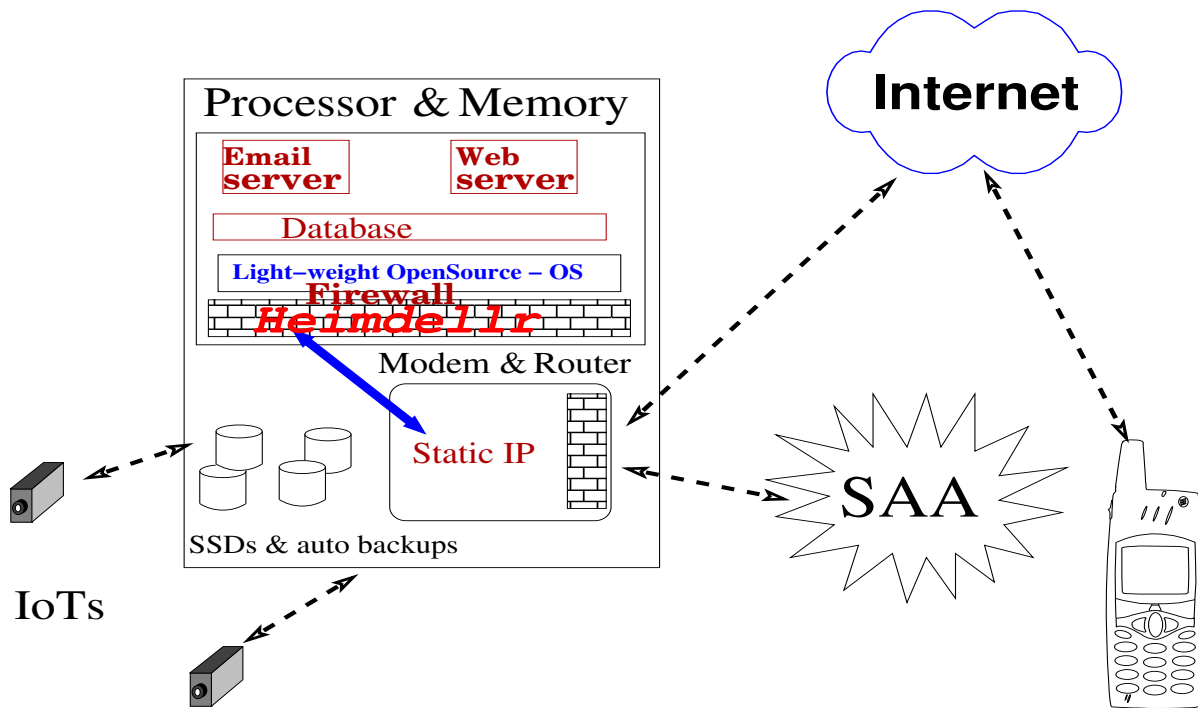 Internet
Processor & Memory
Email
server
Web
server
Database
Light-weight OpenSource - OS
Firewall
Heimdellr
Modem & Router
Static IP
SAA
SSDs & auto backups
IoTs